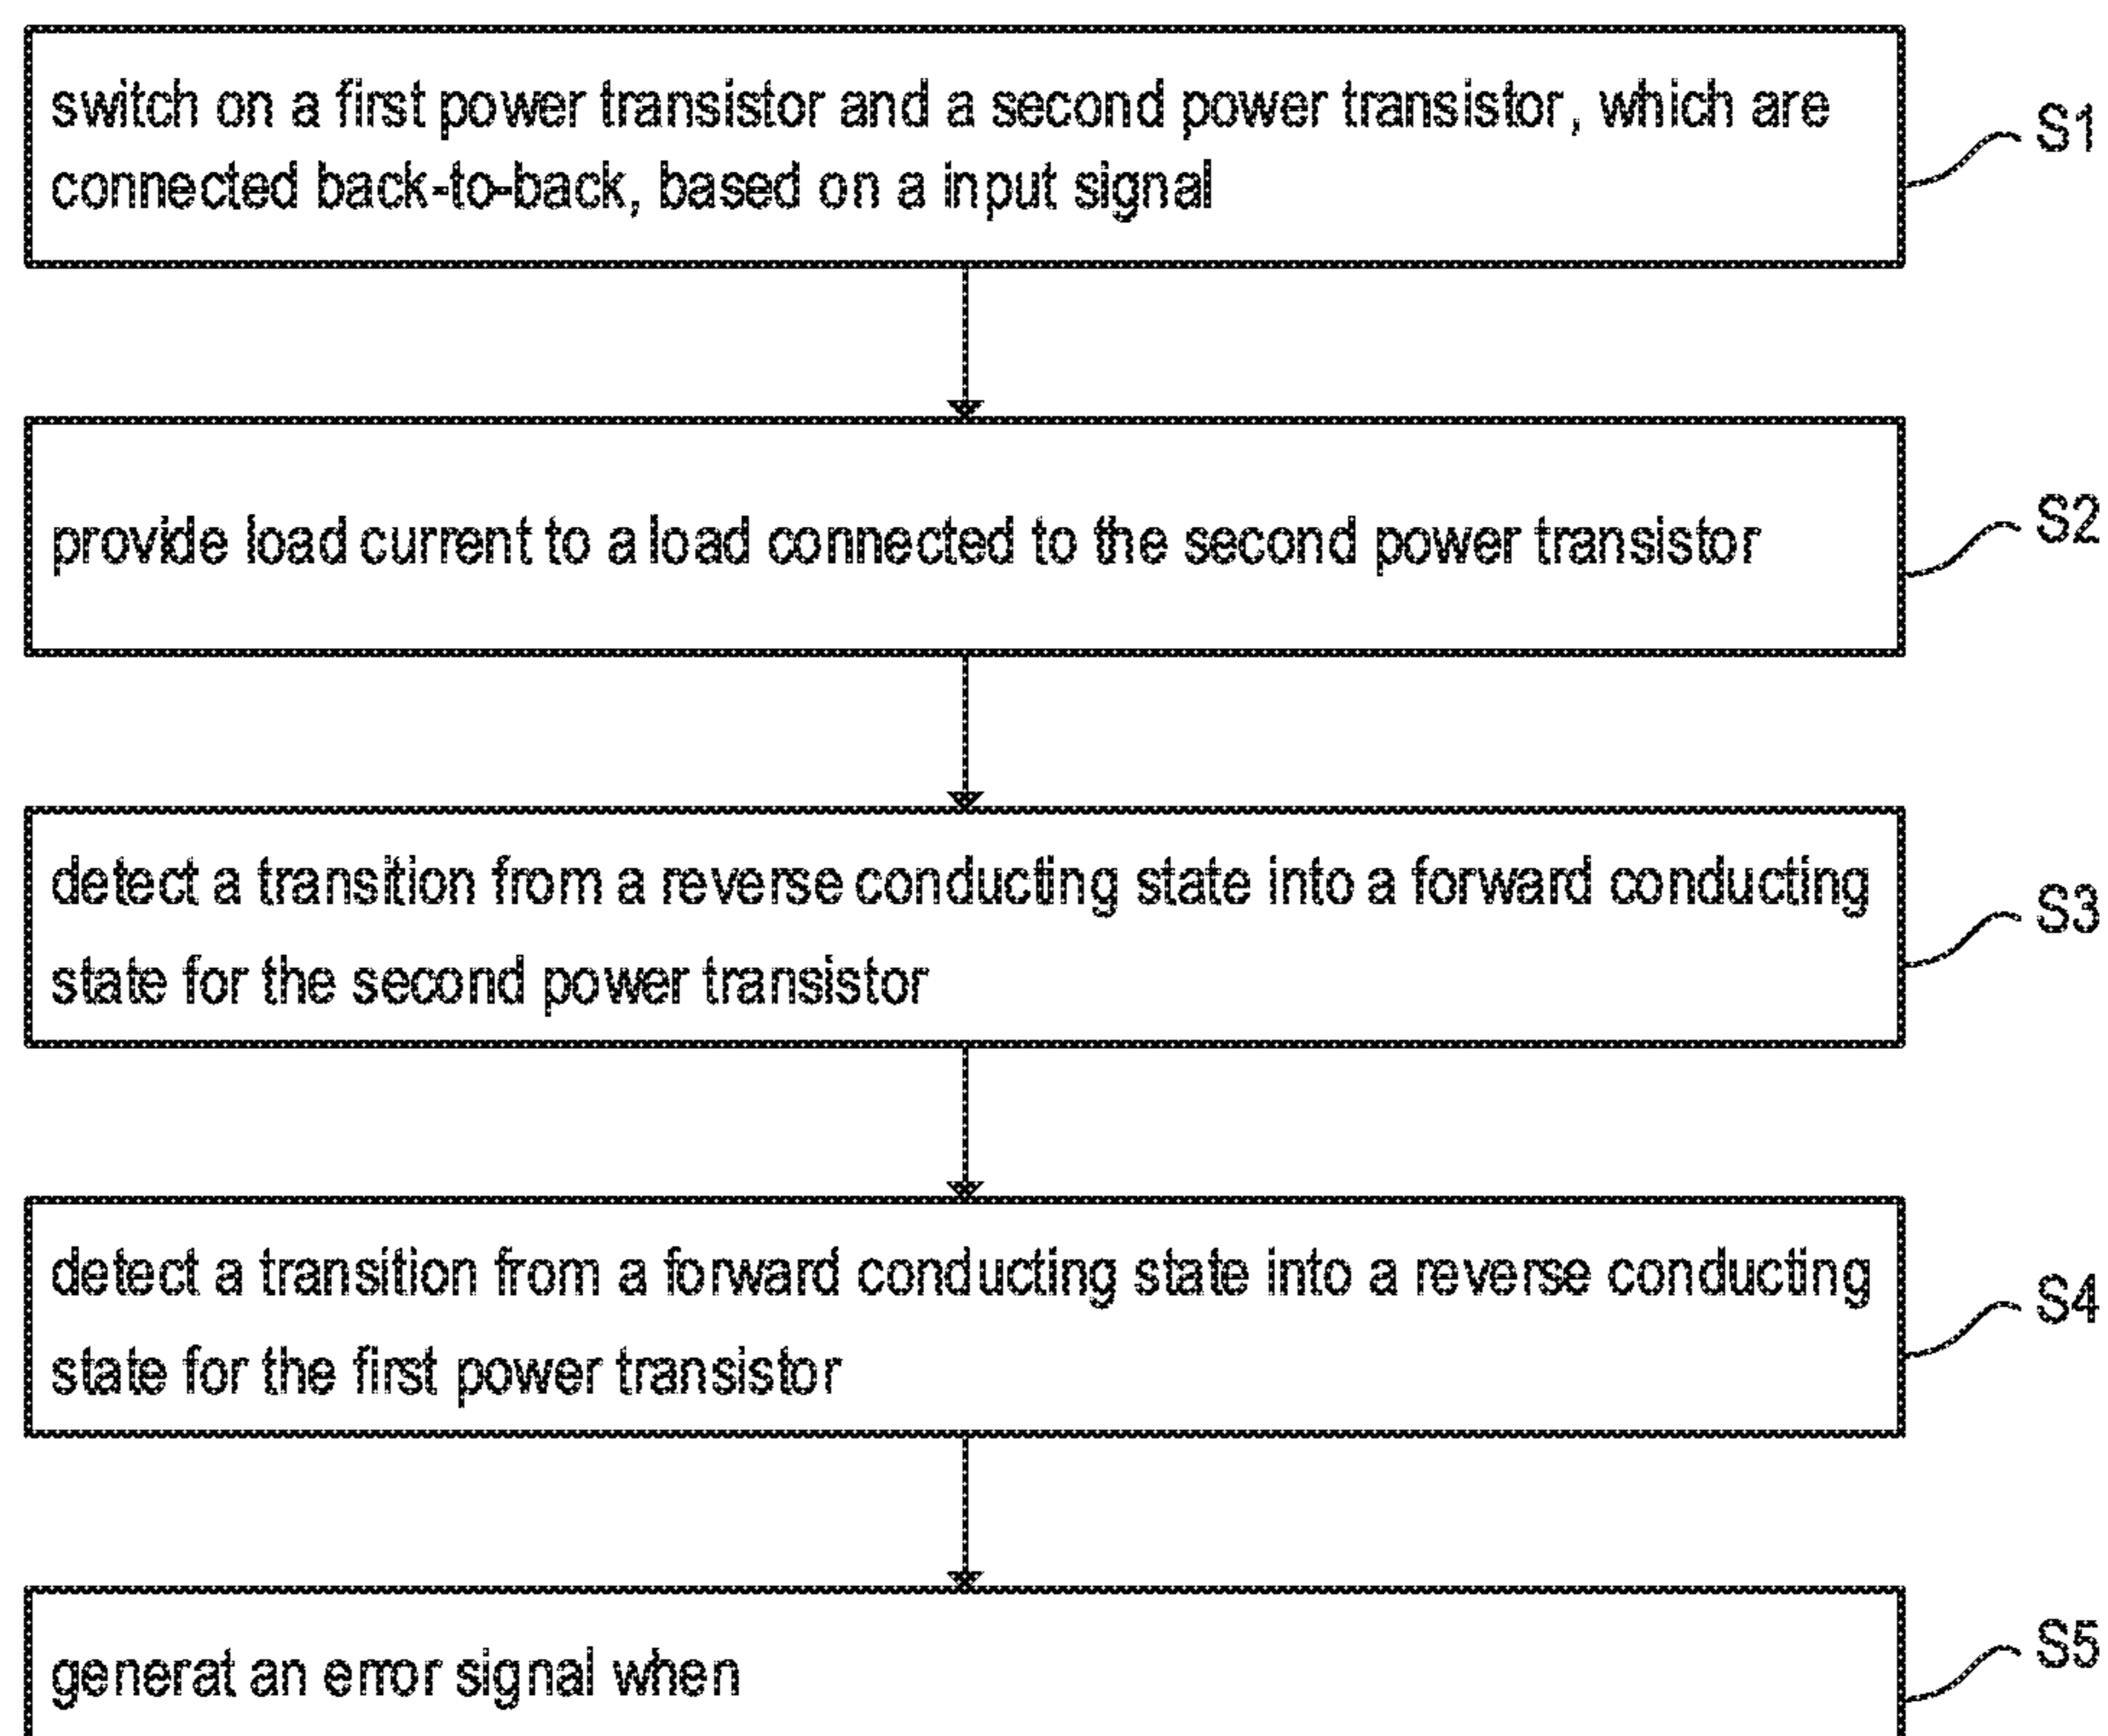 switch on a first power transistor and a second power transistor, which are
connected back-to-back, based on a input signal
S1
provide load current to a load connected to the second power transistor
S2
detect a transition from a reverse conducting state into a forward conducting
state for the second power transistor
S3
detect a transition from a forward conducting state into a reverse conducting
state for the first power transistor
S4
generat an error signal when
S5